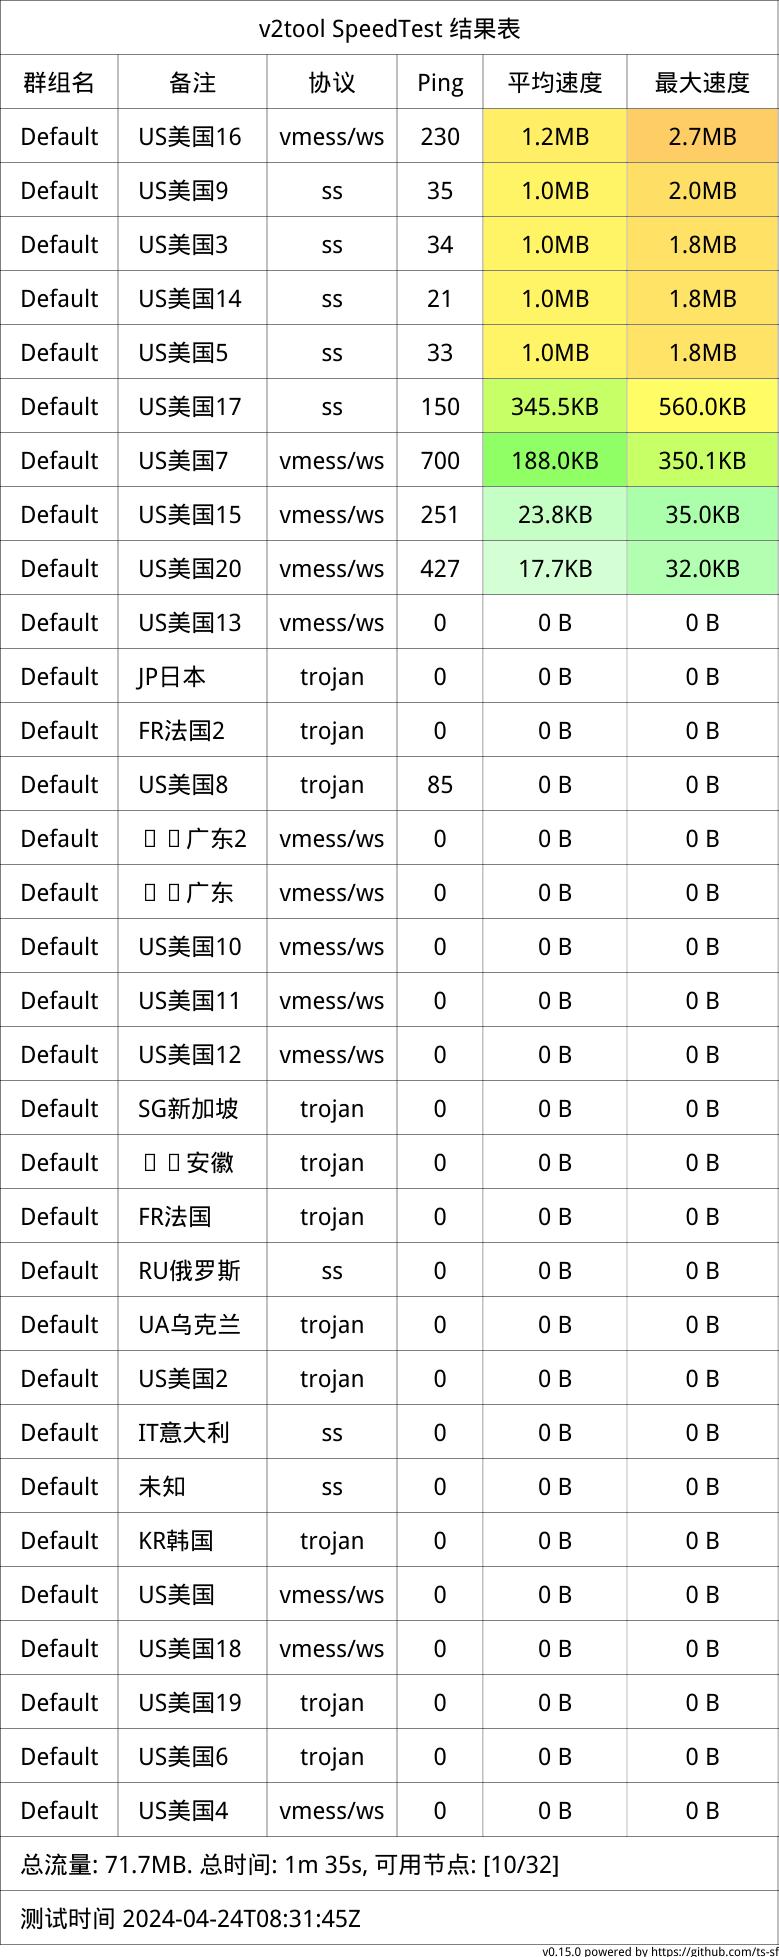 v2tool SpeedTest 结果表
群组名 备注 协议 Ping 平均速度 最大速度
Default US美国16 vmess/ws 230 1.2MB 2.7MB
Default US美国9 ss 35 1.0MB 2.0MB
Default US美国3 ss 34 1.0MB 1.8MB
Default US美国14 ss 21 1.0MB 1.8MB
Default US美国5 ss 33 1.0MB 1.8MB
Default US美国17 ss 150 345.5KB 560.0KB
Default US美国7 vmess/ws 700 188.0KB 350.1KB
Default US美国15 vmess/ws 251 23.8KB 35.0KB
Default US美国20 vmess/ws 427 17.7KB 32.0KB
Default US美国13 vmess/ws 0 0 B 0 B
Default JP日本 trojan 0 0 B 0 B
Default FR法国2 trojan 0 0 B 0 B
Default US美国8 trojan 85 0 B 0 B
Default 广东2 vmess/ws 0 0 B 0 B
Default 广东 vmess/ws 0 0 B 0 B
Default US美国10 vmess/ws 0 0 B 0 B
Default US美国11 vmess/ws 0 0 B 0 B
Default US美国12 vmess/ws 0 0 B 0 B
Default SG新加坡 trojan 0 0 B 0 B
Default 安徽 trojan 0 0 B 0 B
Default FR法国 trojan 0 0 B 0 B
Default RU俄罗斯 ss 0 0 B 0 B
Default UA乌克兰 trojan 0 0 B 0 B
Default US美国2 trojan 0 0 B 0 B
Default IT意大利 ss 0 0 B 0 B
Default 未知 ss 0 0 B 0 B
Default KR韩国 trojan 0 0 B 0 B
Default US美国 vmess/ws 0 0 B 0 B
Default US美国18 vmess/ws 0 0 B 0 B
Default US美国19 trojan 0 0 B 0 B
Default US美国6 trojan 0 0 B 0 B
Default US美国4 vmess/ws 0 0 B 0 B
总流量: 71.7MB. 总时间: 1m 35s, 可用节点: [10/32]
测试时间 2024-04-24T08:31:45Z
v0.15.0 powered by https://github.com/ts-sf